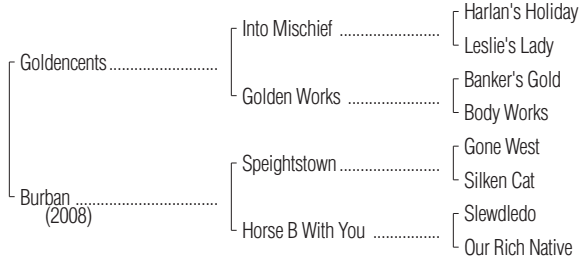 Harlan's Holiday
Into Mischief ....................
Leslie's Lady
Goldencents ......................
Banker's Gold
Golden Works ..................
Body Works
Gone West
Speightstown ....................
Silken Cat
Burban .............................
(2008)
Slewdledo
Horse B With You .............
Our Rich Native